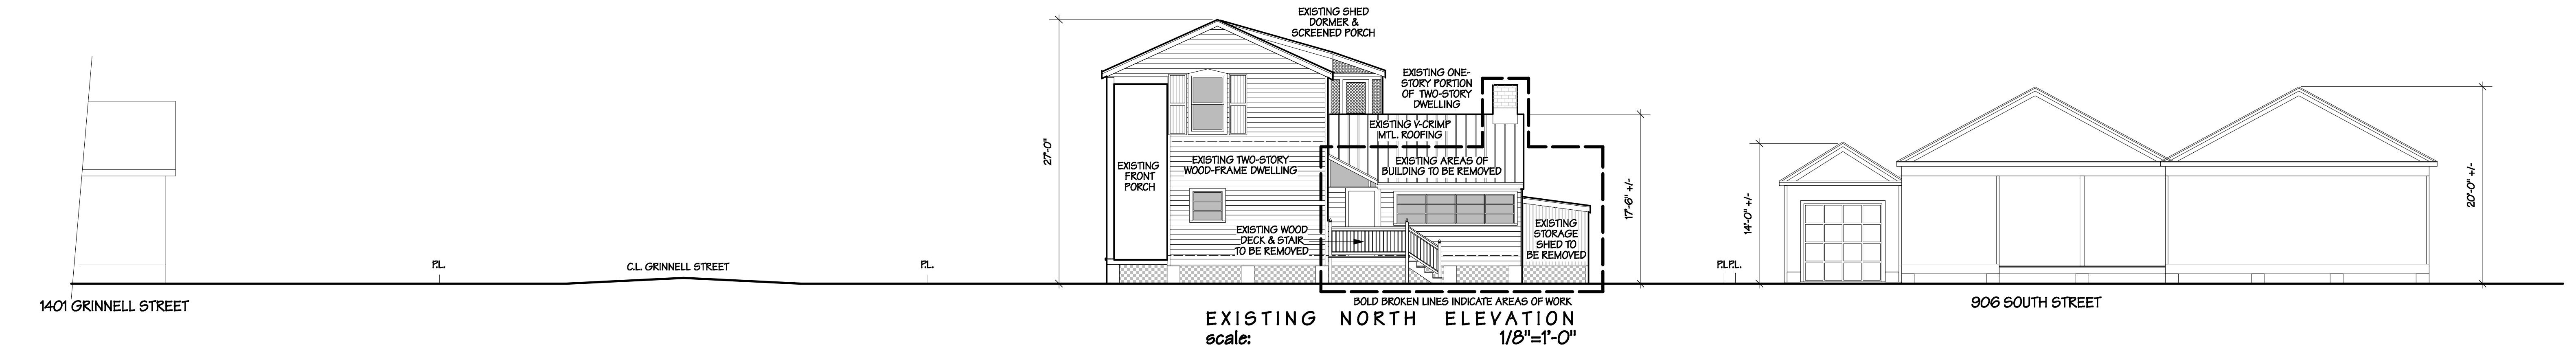 EXISTING SHED
DORMER &
SCREENED PORCH
EXISTING ONE-
STORY PORTION
OF TWO-STORY
DWELLING
EXISTING V-CRIMP
MTL. ROOFING
27'-0"
EXISTING
FRONT
PORCH
EXISTING TWO-STORY
WOOD-FRAME DWELLING
EXISTING AREAS OF
BUILDING TO BE REMOVED
17'-6" +/-
14'-0" +/-
20'-0" +/-
EXISTING WOOD
DECK & STAIR
TO BE REMOVED
EXISTING
STORAGE
SHED TO
BE REMOVED
P.L.
C.L. GRINNELL STREET
P.L.
P.L.
P.L.
1401 GRINNELL STREET
BOLD BROKEN LINES INDICATE AREAS OF WORK
906 SOUTH STREET
EXISTING NORTH ELEVATION
scale: 1/8"=1'-0"